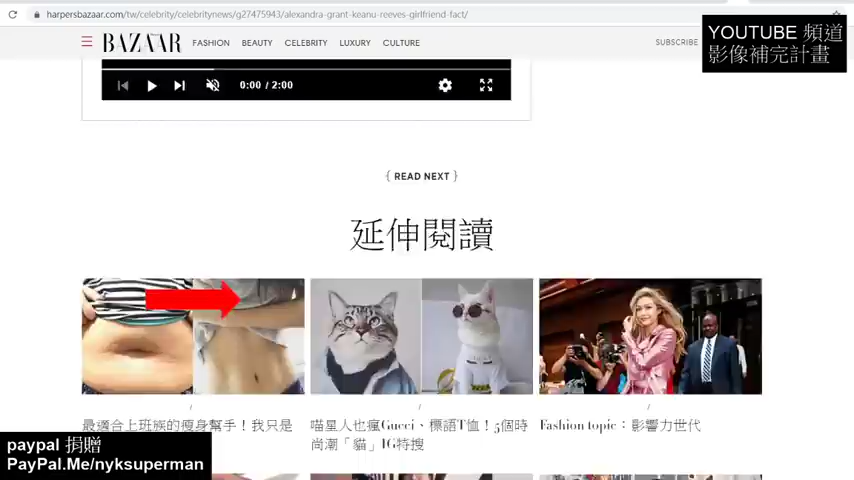 harpersbazaar.com/tw/celebrity/celebritynews/g27475943/alexandra-grant-keanu-reeves-girlfriend-fact/
BAZAAR FASHION BEAUTY CELEBRITY LUXURY CULTURE SUBSCRIBE
YOUTUBE 頻道
影像補完計畫
0:00 / 2:00
{ READ NEXT }
延伸閱讀
/ / /
最適合上班族的瘦身幫手！我只是
喵星人也瘋Gucci、標語T恤！5個時
尚潮「貓」IG特搜
Fashion topic：影響力世代
paypal 捐贈
PayPal.Me/nyksuperman